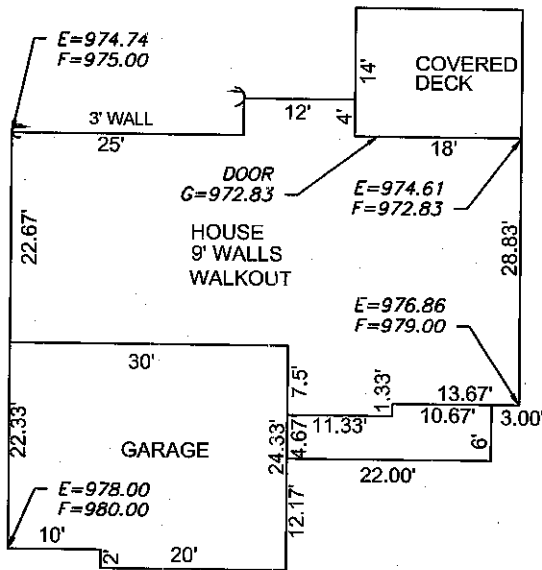 E=974.74
F=975.00
14'
COVERED
DECK
3' WALL
12'
4'
25'
18'
DOOR
G=972.83
E=974.61
F=972.83
22.67'
HOUSE
9' WALLS
WALKOUT
28.83'
E=976.86
F=979.00
30'
7.5'
1.33'
13.67'
10.67'
3.00'
11.33'
22.33'
GARAGE
24.33'
4.67'
6'
22.00'
E=978.00
F=980.00
12.17'
10'
2'
20'